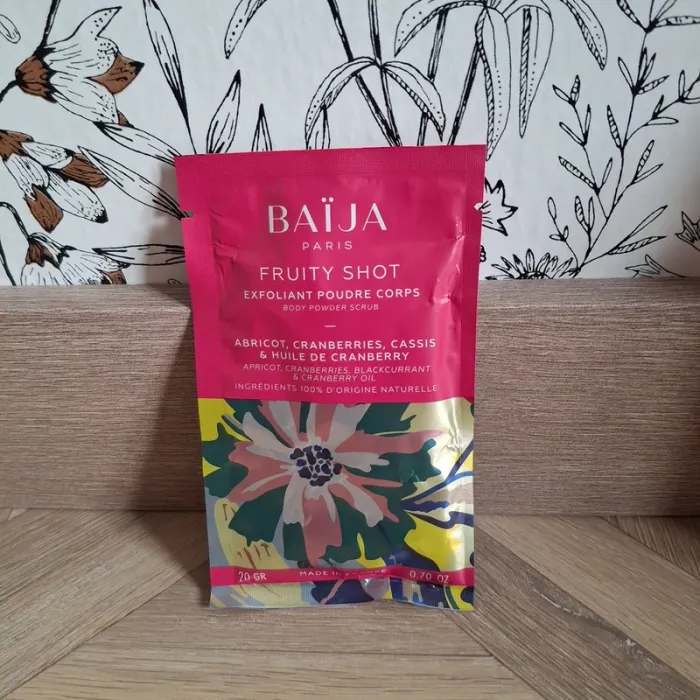 BAÏJA
PARIS
FRUITY SHOT
EXFOLIANT POUDRE CORPS
BODY POWDER SCRUB
ABRICOT, CRANBERRIES, CASSIS
& HUILE DE CRANBERRY
APRICOT, CRANBERRIES, BLACKCURRANT
& CRANBERRY OIL
INGRÉDIENTS 100% D'ORIGINE NATURELLE
20 GR MADE IN FRANCE 0.70 OZ